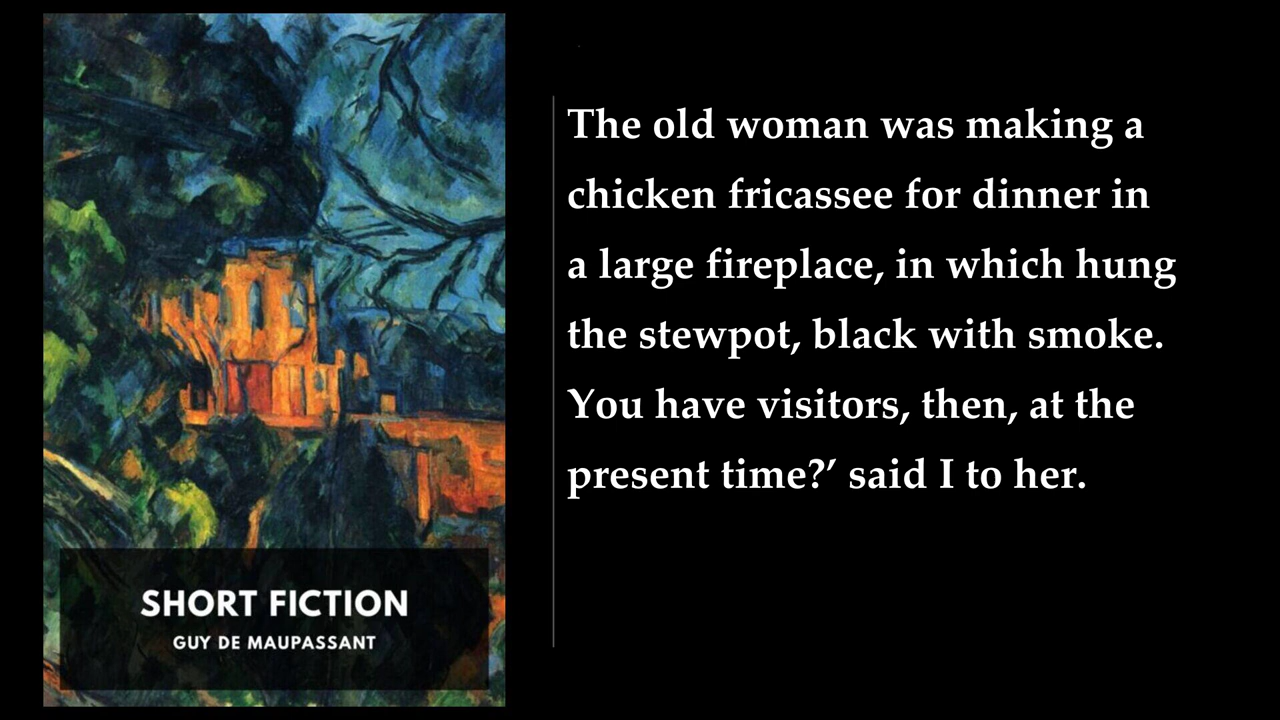 SHORT FICTION
GUY DE MAUPASSANT
The old woman was making a
chicken fricassee for dinner in
a large fireplace, in which hung
the stewpot, black with smoke.
You have visitors, then, at the
present time?’ said I to her.